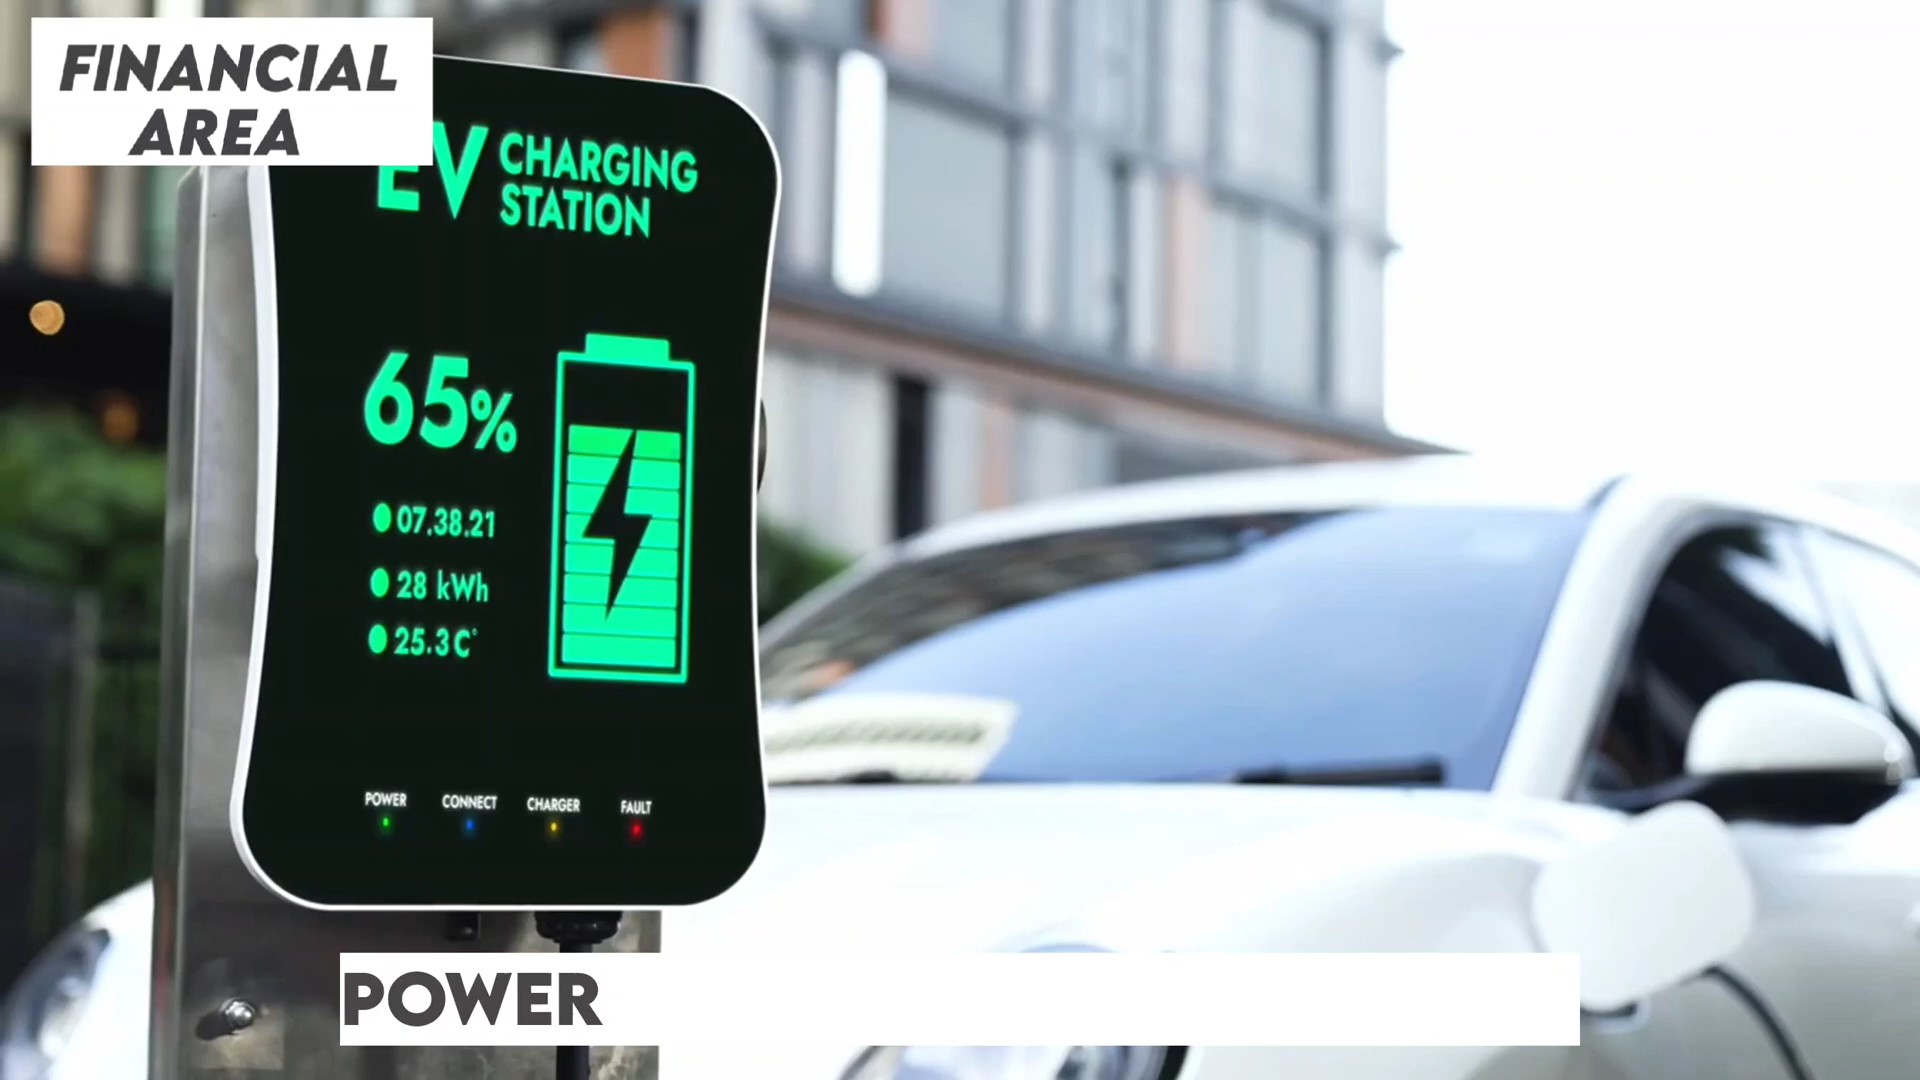 FINANCIAL
AREA
EV CHARGING
STATION
65%
07.38.21
28 kWh
25.3C°
POWER CONNECT CHARGER FAULT
POWER